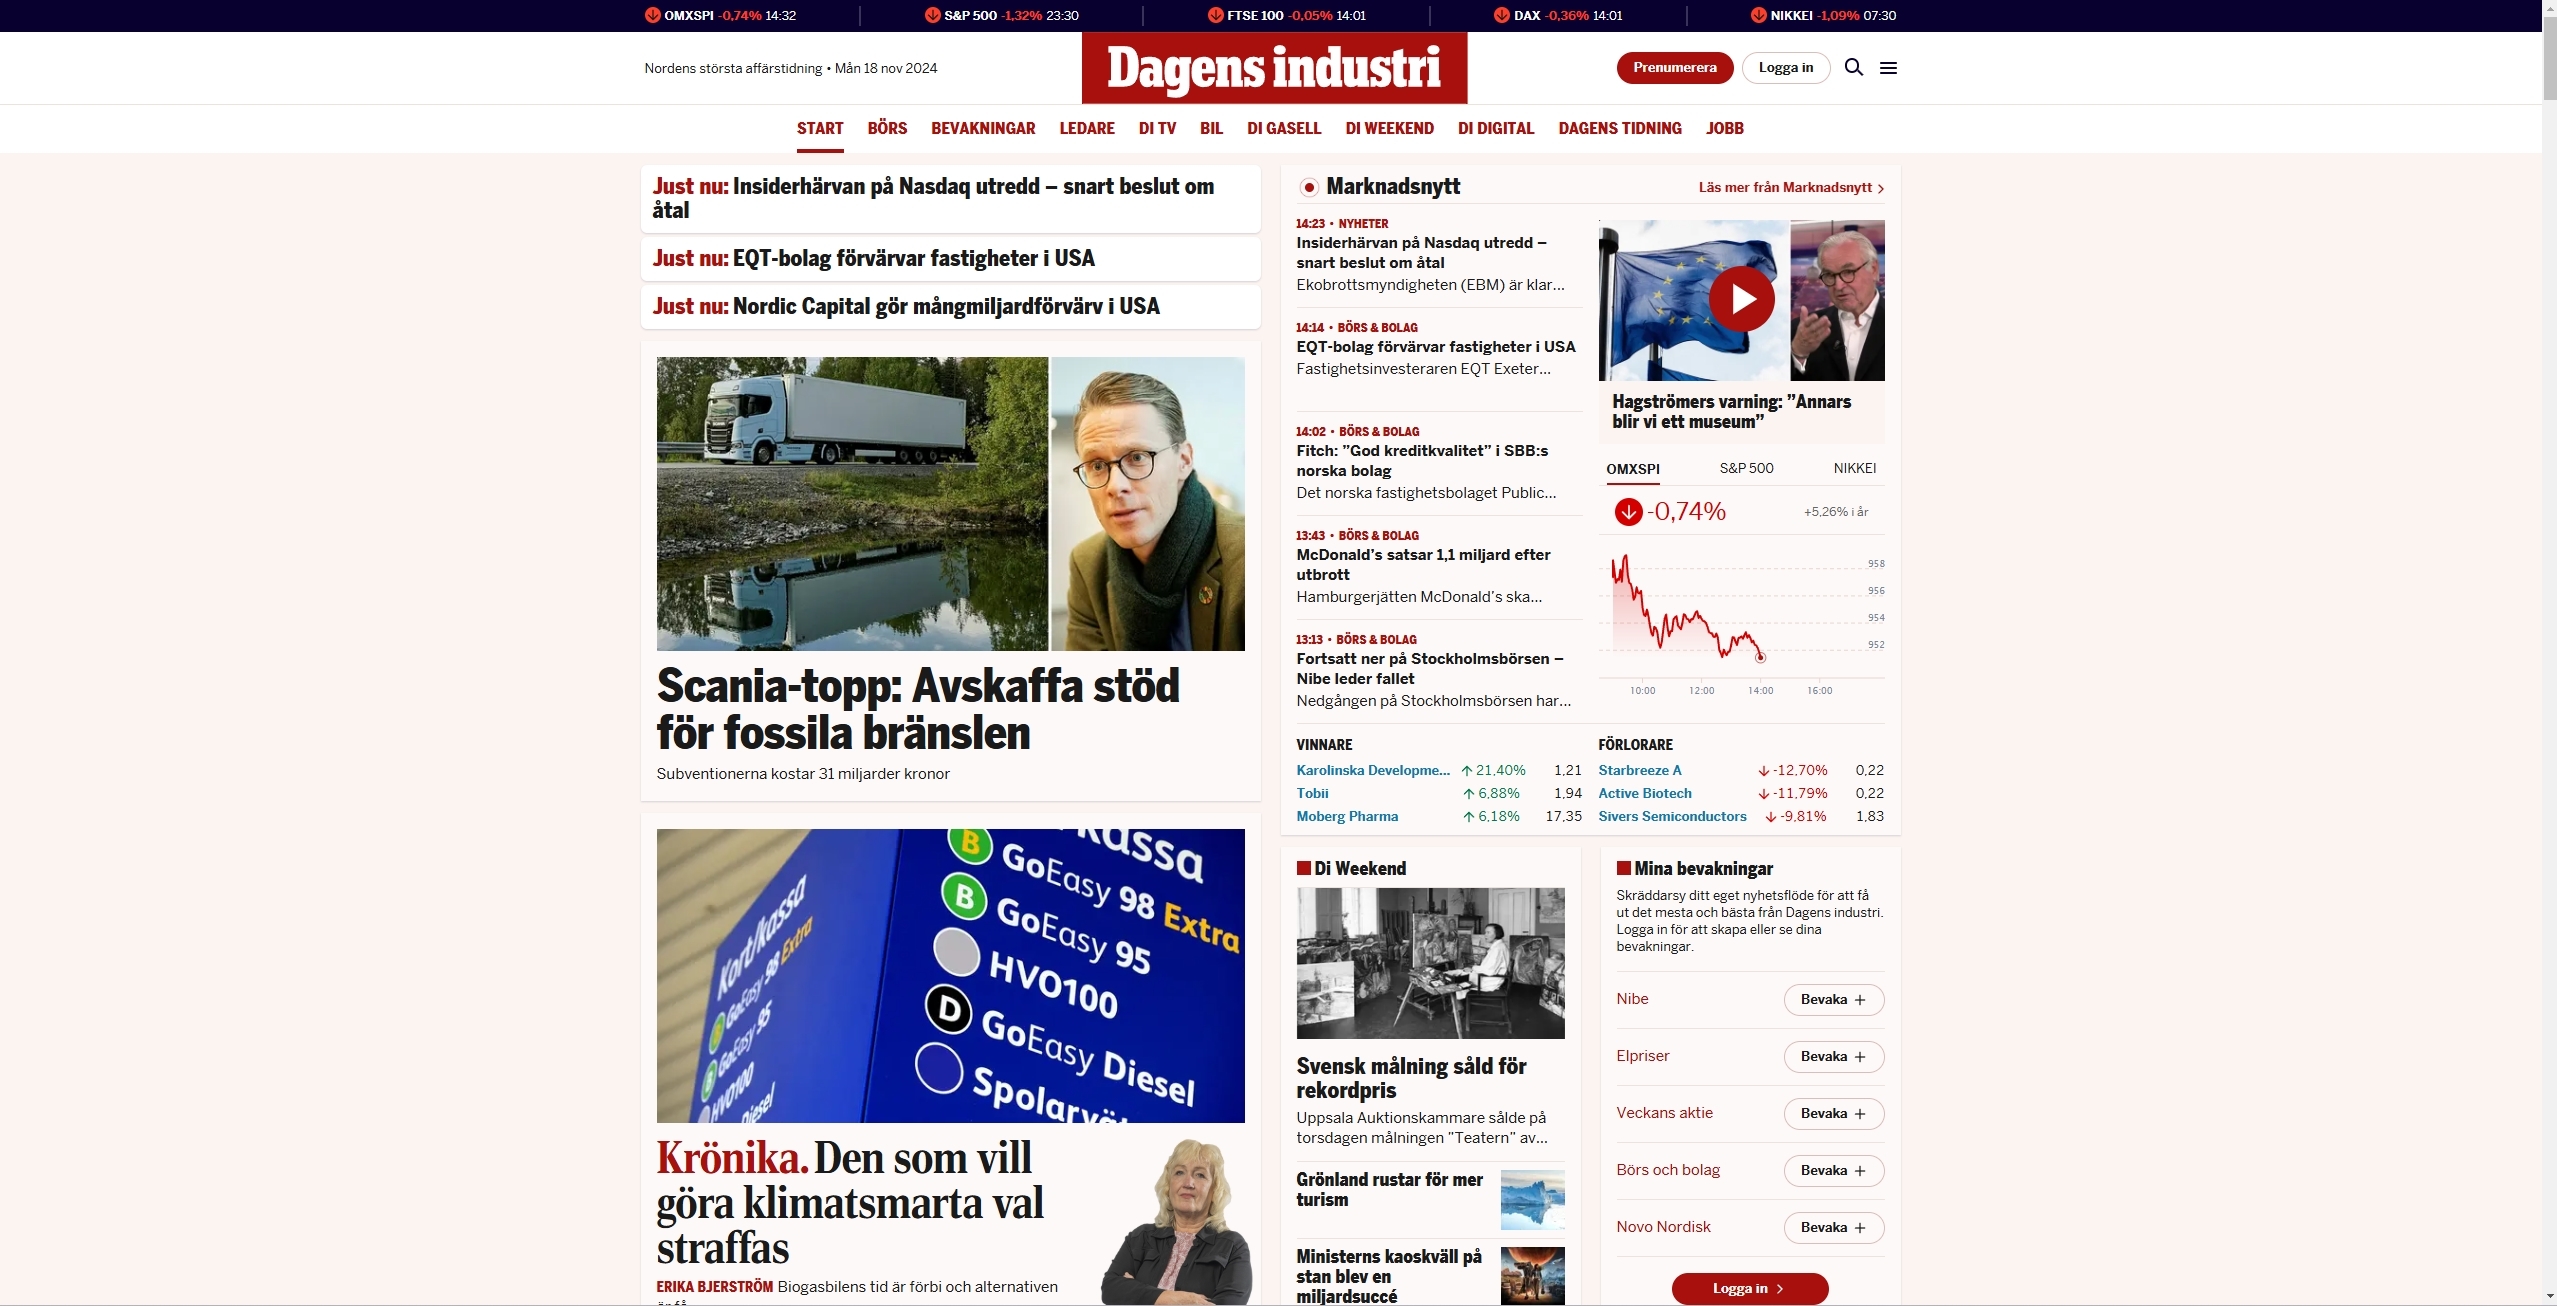 OMXSPI -0,74% 14:32
S&P 500 -1,32% 23:30
FTSE 100 -0,05% 14:01
DAX -0,36% 14:01
NIKKEI -1,09% 07:30
Nordens största affärstidning • Mån 18 nov 2024
Dagens industri
Prenumerera
Logga in
START
BÖRS
BEVAKNINGAR
LEDARE
DI TV
BIL
DI GASELL
DI WEEKEND
DI DIGITAL
DAGENS TIDNING
JOBB
Just nu: Insiderhärvan på Nasdaq utredd – snart beslut om
åtal
Just nu: EQT-bolag förvärvar fastigheter i USA
Just nu: Nordic Capital gör mångmiljardförvärv i USA
Scania-topp: Avskaffa stöd
för fossila bränslen
Subventionerna kostar 31 miljarder kronor
B GoEasy 98 Extra
B GoEasy 95
HVO100
D GoEasy Diesel
Kort/kassa
GoEasy 98 Extra
B GoEasy 95
HVO100
Diesel
Krönika. Den som vill
göra klimatsmarta val
straffas
ERIKA BJERSTRÖM Biogasbilens tid är förbi och alternativen
Marknadsnytt
Läs mer från Marknadsnytt
14:23 • NYHETER
Insiderhärvan på Nasdaq utredd –
snart beslut om åtal
Ekobrottsmyndigheten (EBM) är klar...
14:14 • BÖRS & BOLAG
EQT-bolag förvärvar fastigheter i USA
Fastighetsinvesteraren EQT Exeter...
14:02 • BÖRS & BOLAG
Fitch: ”God kreditkvalitet” i SBB:s
norska bolag
Det norska fastighetsbolaget Public...
13:43 • BÖRS & BOLAG
McDonald’s satsar 1,1 miljard efter
utbrott
Hamburgerjätten McDonald’s ska...
13:13 • BÖRS & BOLAG
Fortsatt ner på Stockholmsbörsen –
Nibe leder fallet
Nedgången på Stockholmsbörsen har...
Hagströmers varning: ”Annars
blir vi ett museum”
OMXSPI
S&P 500
NIKKEI
-0,74%
+5,26% i år
958
956
954
952
10:00
12:00
14:00
16:00
VINNARE
Karolinska Developme... 21,40% 1,21
Tobii 6,88% 1,94
Moberg Pharma 6,18% 17,35
FÖRLORARE
Starbreeze A -12,70% 0,22
Active Biotech -11,79% 0,22
Sivers Semiconductors -9,81% 1,83
Di Weekend
Svensk målning såld för
rekordpris
Uppsala Auktionskammare sålde på
torsdagen målningen ”Teatern” av...
Grönland rustar för mer
turism
Ministerns kaoskväll på
stan blev en
miljardsuccé
Mina bevakningar
Skräddarsy ditt eget nyhetsflöde för att få
ut det mesta och bästa från Dagens industri.
Logga in för att skapa eller se dina
bevakningar.
Nibe
Bevaka +
Elpriser
Bevaka +
Veckans aktie
Bevaka +
Börs och bolag
Bevaka +
Novo Nordisk
Bevaka +
Logga in